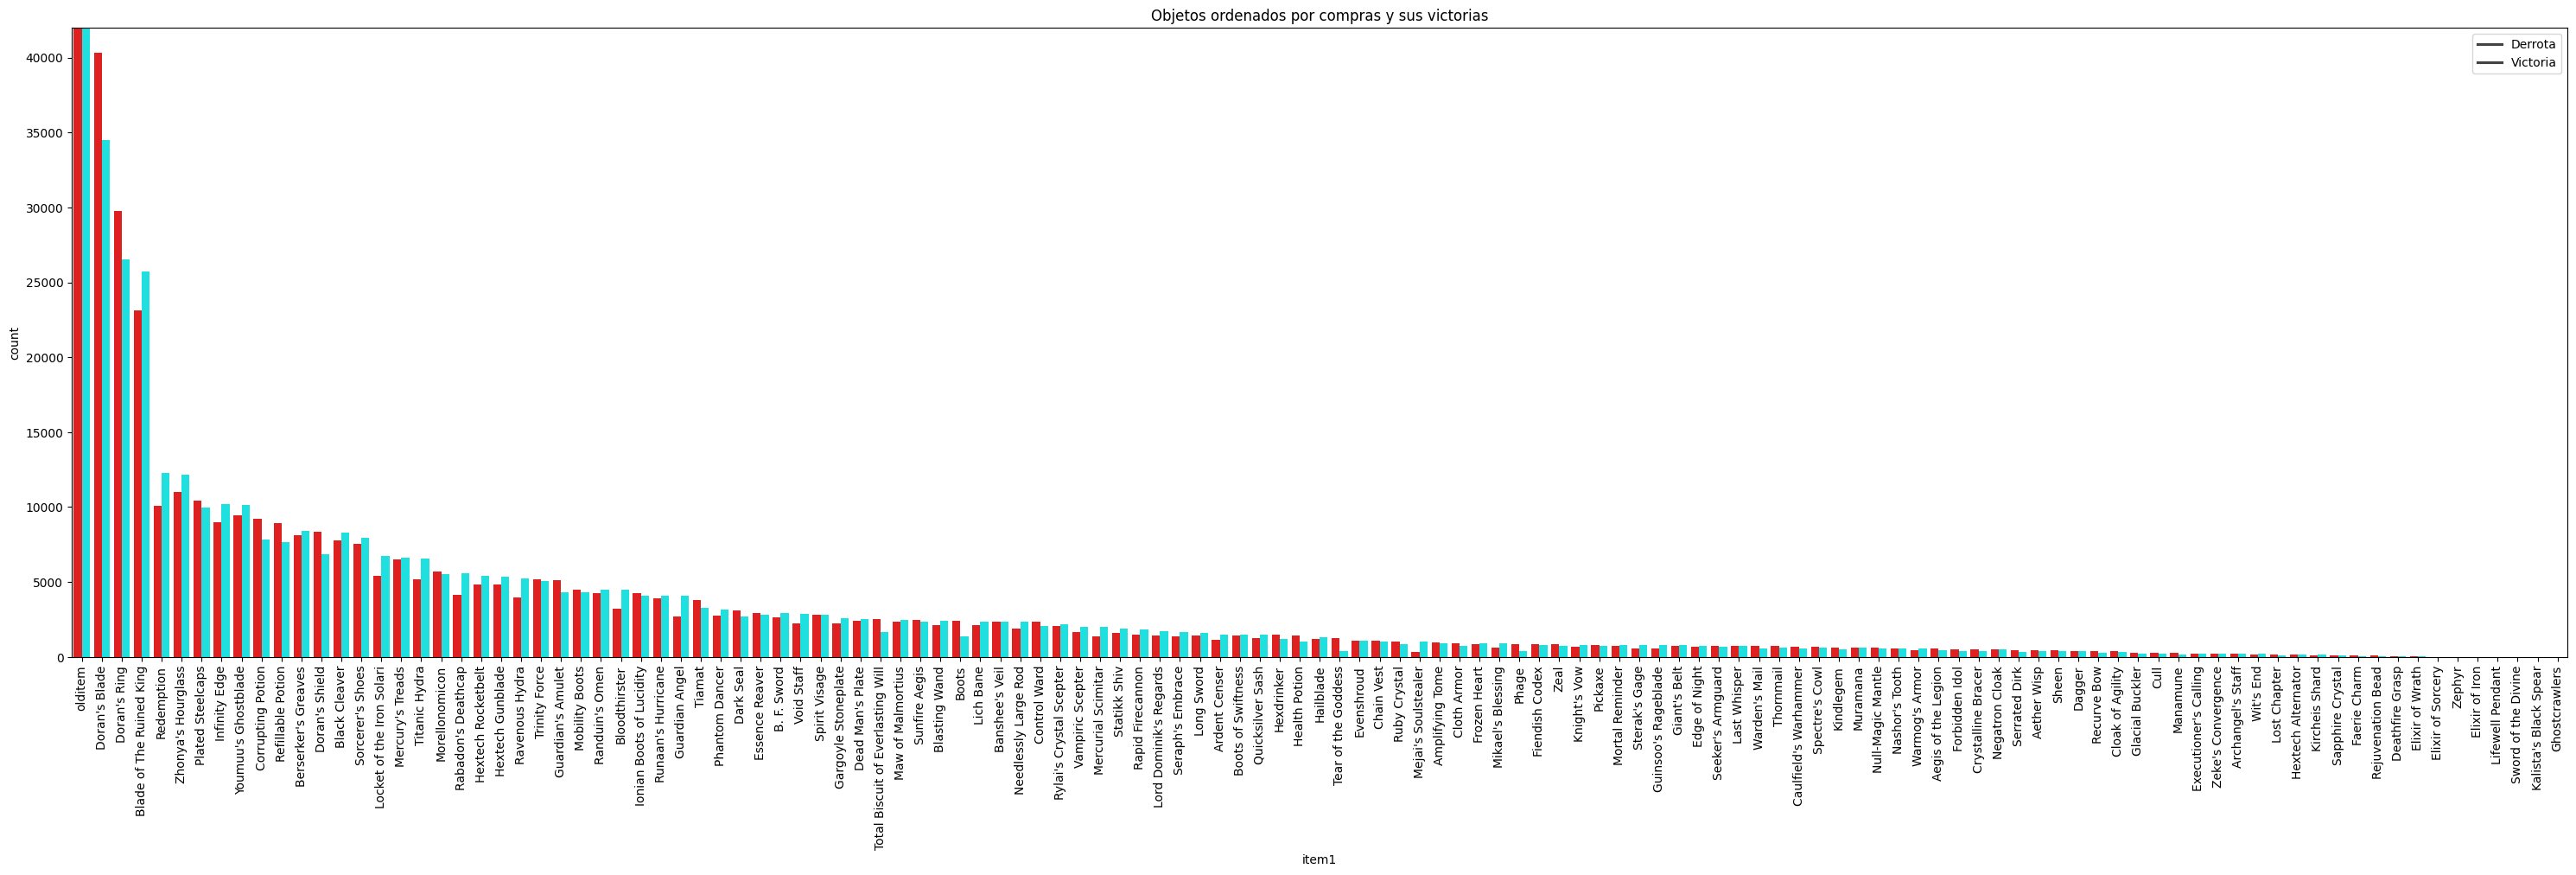 Objetos ordenados por compras y sus victorias
Derrota
Victoria
count
40000
35000
30000
25000
20000
15000
10000
5000
0
olditem
Doran's Blade
Doran's Ring
Blade of The Ruined King
Redemption
Zhonya's Hourglass
Plated Steelcaps
Infinity Edge
Youmuu's Ghostblade
Corrupting Potion
Refillable Potion
Berserker's Greaves
Doran's Shield
Black Cleaver
Sorcerer's Shoes
Locket of the Iron Solari
Mercury's Treads
Titanic Hydra
Morellonomicon
Rabadon's Deathcap
Hextech Rocketbelt
Hextech Gunblade
Ravenous Hydra
Trinity Force
Guardian's Amulet
Mobility Boots
Randuin's Omen
Bloodthirster
Ionian Boots of Lucidity
Runaan's Hurricane
Guardian Angel
Tiamat
Phantom Dancer
Dark Seal
Essence Reaver
B. F. Sword
Void Staff
Spirit Visage
Gargoyle Stoneplate
Dead Man's Plate
Total Biscuit of Everlasting Will
Maw of Malmortius
Sunfire Aegis
Blasting Wand
Boots
Lich Bane
Banshee's Veil
Needlessly Large Rod
Control Ward
Rylai's Crystal Scepter
Vampiric Scepter
Mercurial Scimitar
Statikk Shiv
Rapid Firecannon
Lord Dominik's Regards
Seraph's Embrace
Long Sword
Ardent Censer
Boots of Swiftness
Quicksilver Sash
Hexdrinker
Health Potion
Hailblade
Tear of the Goddess
Evenshroud
Chain Vest
Ruby Crystal
Mejai's Soulstealer
Amplifying Tome
Cloth Armor
Frozen Heart
Mikael's Blessing
Phage
Fiendish Codex
Zeal
Knight's Vow
Pickaxe
Mortal Reminder
Sterak's Gage
Guinsoo's Rageblade
Giant's Belt
Edge of Night
Seeker's Armguard
Last Whisper
Warden's Mail
Thornmail
Caulfield's Warhammer
Spectre's Cowl
Kindlegem
Muramana
Null-Magic Mantle
Nashor's Tooth
Warmog's Armor
Aegis of the Legion
Forbidden Idol
Crystalline Bracer
Negatron Cloak
Serrated Dirk
Aether Wisp
Sheen
Dagger
Recurve Bow
Cloak of Agility
Glacial Buckler
Cull
Manamune
Executioner's Calling
Zeke's Convergence
Archangel's Staff
Wit's End
Lost Chapter
Hextech Alternator
Kircheis Shard
Sapphire Crystal
Faerie Charm
Rejuvenation Bead
Deathfire Grasp
Elixir of Wrath
Elixir of Sorcery
Zephyr
Elixir of Iron
Lifewell Pendant
Sword of the Divine
Kalista's Black Spear
Ghostcrawlers
item1